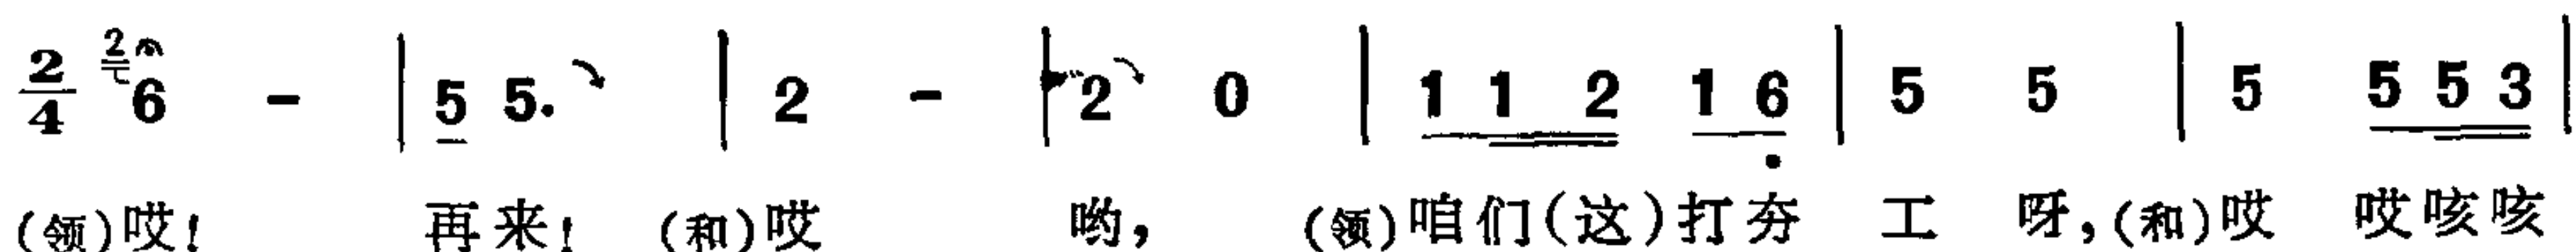 2/4 2 6 - | 5 5. | 2 - | 2 0 | 1 1 2 1 6 | 5 5 | 5 5 5 3 |
(领)哎! 再来! (和)哎 哟, (领)咱们(这)打夯 工 呀,(和)哎 哎咳咳